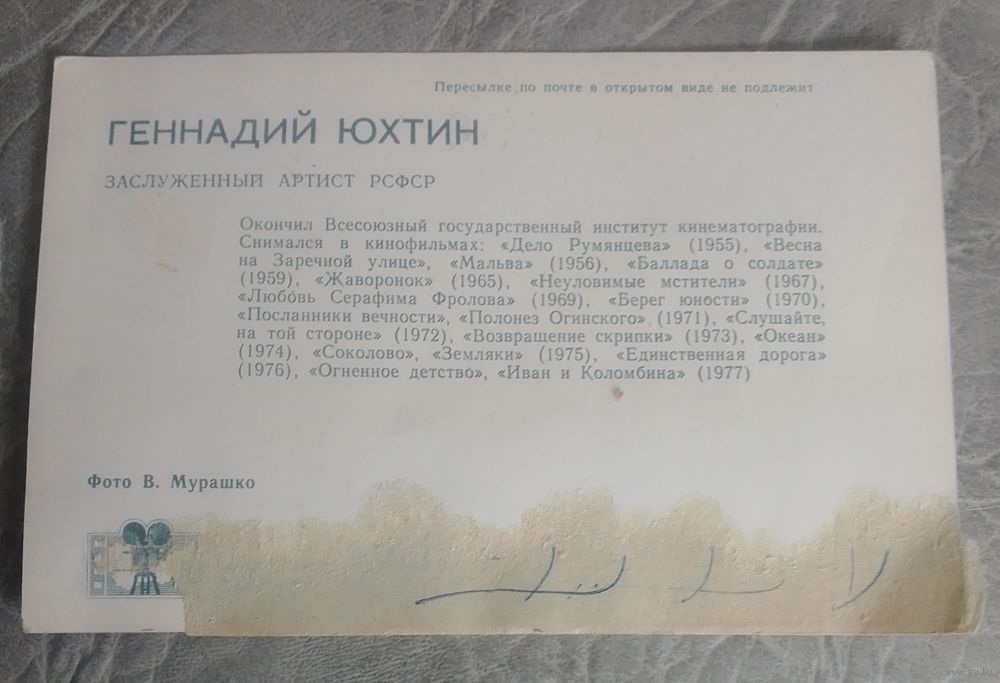 Пересылке по почте в открытом виде не подлежит
ГЕННАДИЙ ЮХТИН
ЗАСЛУЖЕННЫЙ АРТИСТ РСФСР
Окончил Всесоюзный государственный институт кинематографии.
Снимался в кинофильмах: «Дело Румянцева» (1955), «Весна
на Заречной улице», «Мальва» (1956), «Баллада о солдате»
(1959), «Жаворонок» (1965), «Неуловимые мстители» (1967),
«Любовь Серафима Фролова» (1969), «Берег юности» (1970),
«Посланники вечности», «Полонез Огинского» (1971), «Слушайте,
на той стороне» (1972), «Возвращение скрипки» (1973), «Океан»
(1974), «Соколово», «Земляки» (1975), «Единственная дорога»
(1976), «Огненное детство», «Иван и Коломбина» (1977)
Фото В. Мурашко
www.ay.by